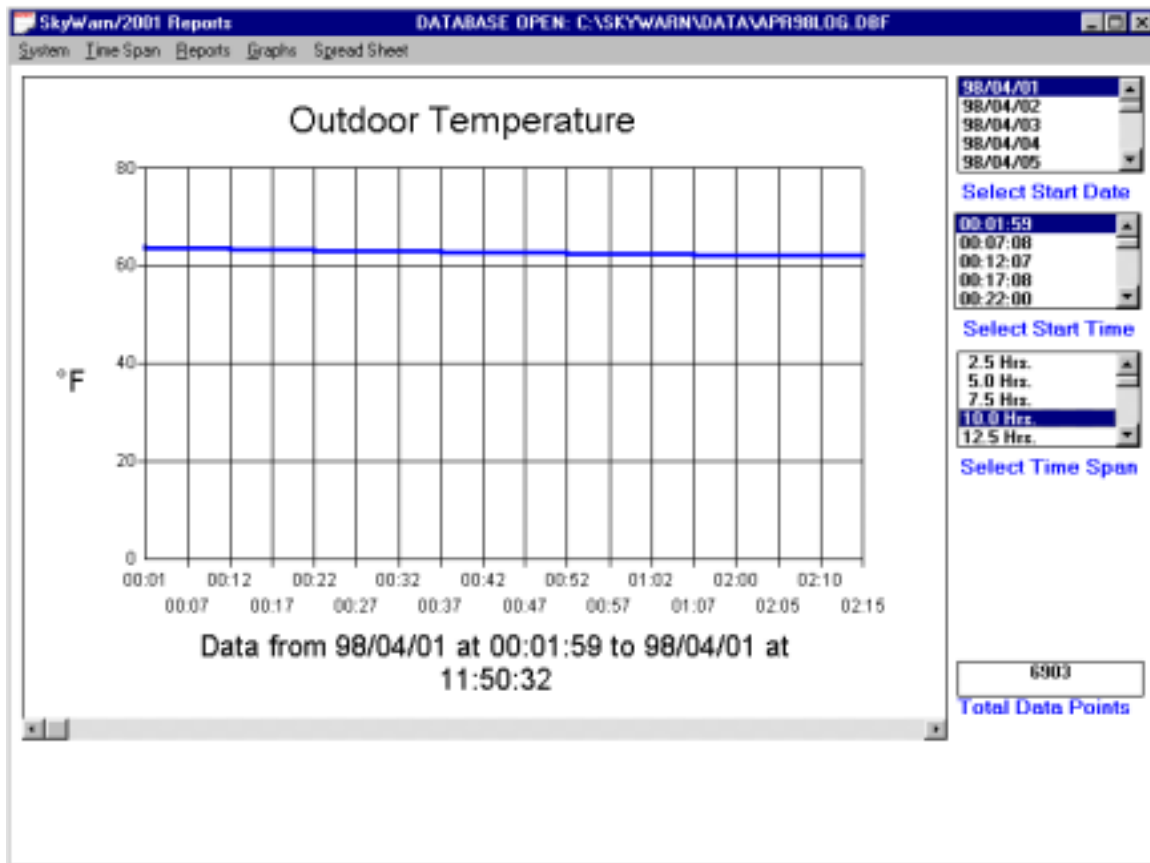 SkyWarn/2001 Reports DATABASE OPEN: C:\SKYWARN\DATA\APR98LOG.DBF
System Time Span Reports Graphs Spread Sheet
Outdoor Temperature
80
60
40
20
0
°F
00:01 00:12 00:22 00:32 00:42 00:52 01:02 02:00 02:10
00:07 00:17 00:27 00:37 00:47 00:57 01:07 02:05 02:15
Data from 98/04/01 at 00:01:59 to 98/04/01 at
11:50:32
98/04/01
98/04/02
98/04/03
98/04/04
98/04/05
Select Start Date
00:01:59
00:07:08
00:12:07
00:17:08
00:22:00
Select Start Time
2.5 Hrs.
5.0 Hrs.
7.5 Hrs.
10.0 Hrs.
12.5 Hrs.
Select Time Span
6903
Total Data Points